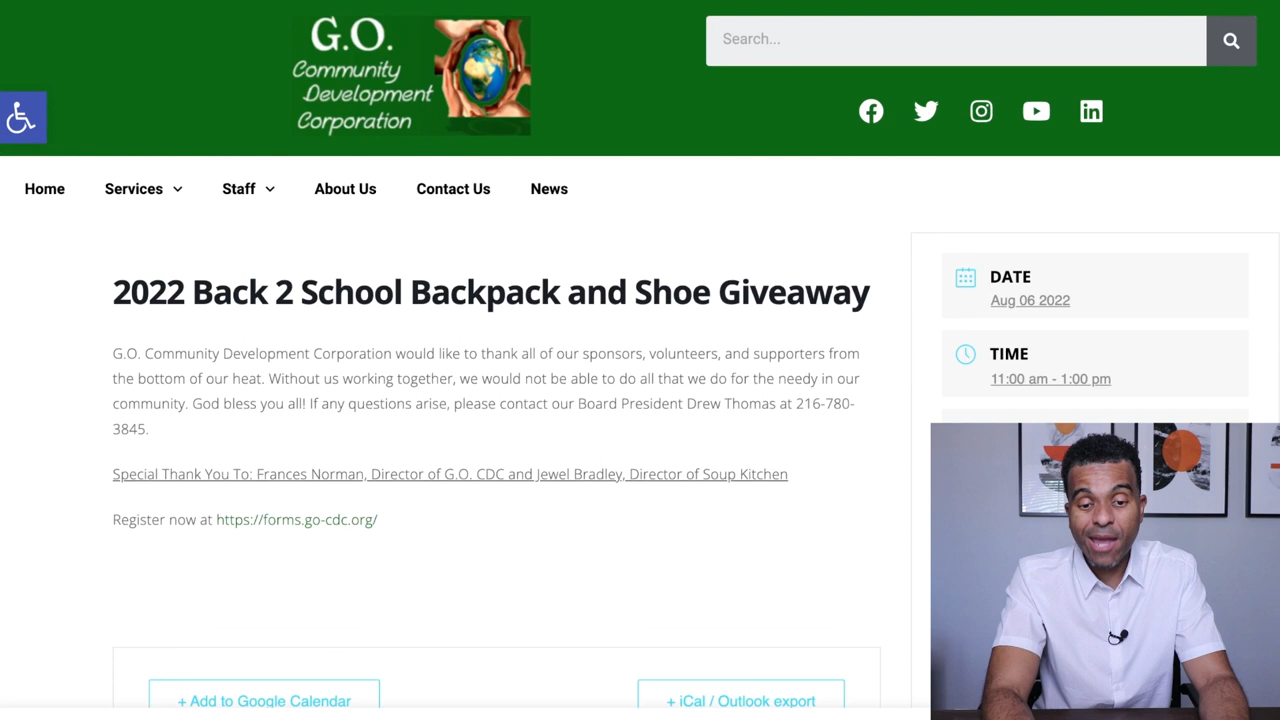 G.O.
Community
Development
Corporation
Search...
Home
Services
Staff
About Us
Contact Us
News
2022 Back 2 School Backpack and Shoe Giveaway
G.O. Community Development Corporation would like to thank all of our sponsors, volunteers, and supporters from
the bottom of our heat. Without us working together, we would not be able to do all that we do for the needy in our
community. God bless you all! If any questions arise, please contact our Board President Drew Thomas at 216-780-
3845.
Special Thank You To: Frances Norman, Director of G.O. CDC and Jewel Bradley, Director of Soup Kitchen
Register now at https://forms.go-cdc.org/
+ Add to Google Calendar
+ iCal / Outlook export
DATE
Aug 06 2022
TIME
11:00 am - 1:00 pm